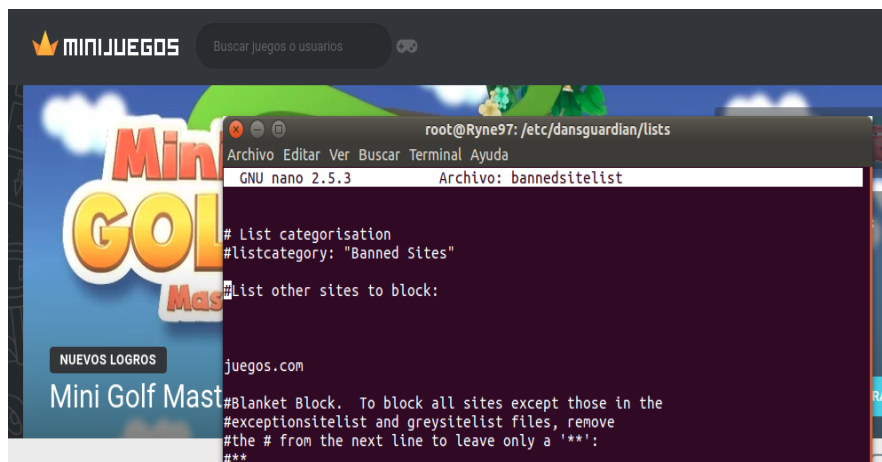 MINIJUEGOS
Buscar juegos o usuarios
root@Ryne97: /etc/dansguardian/lists
Archivo Editar Ver Buscar Terminal Ayuda
GNU nano 2.5.3 Archivo: bannedsitelist
# List categorisation
#listcategory: "Banned Sites"
#List other sites to block:
juegos.com
#Blanket Block. To block all sites except those in the
#exceptionsitelist and greysitelist files, remove
#the # from the next line to leave only a '**':
#**
Mini
GOL
Mas
NUEVOS LOGROS
Mini Golf Mast